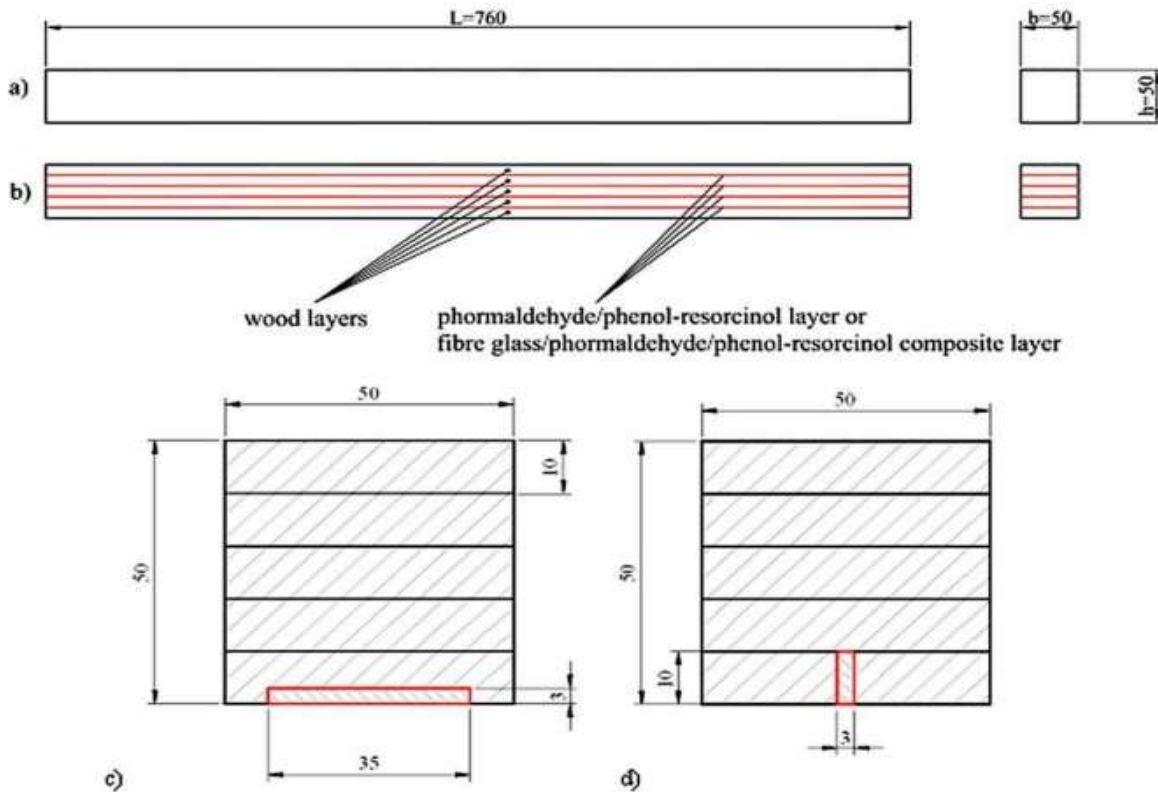 L=760
b=50
a)
h=50
b)
wood layers
phormaldehyde/phenol-resorcinol layer or
fibre glass/phormaldehyde/phenol-resorcinol composite layer
50
50
10
50
3
35
c)
50
10
3
d)